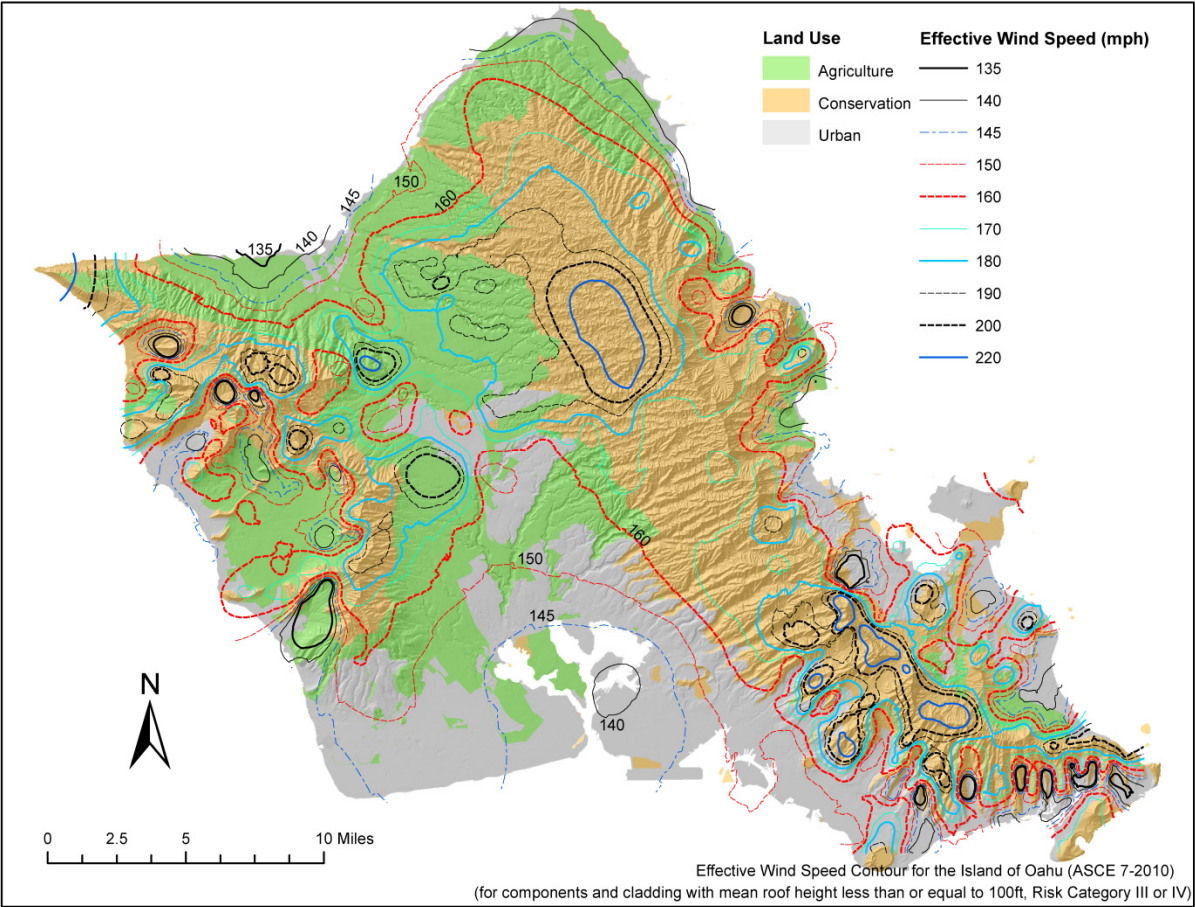 Land Use
Agriculture
Conservation
Urban
Effective Wind Speed (mph)
135
140
145
150
160
170
180
190
200
220
150
145
160
140
135
160
150
145
140
N
0 2.5 5 10 Miles
Effective Wind Speed Contour for the Island of Oahu (ASCE 7-2010)
(for components and cladding with mean roof height less than or equal to 100ft, Risk Category III or IV)